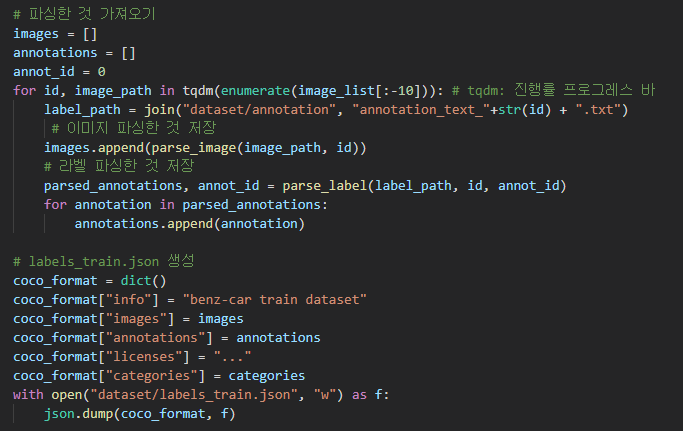 # 파싱한 것 가져오기
images = []
annotations = []
annot_id = 0
for id, image_path in tqdm(enumerate(image_list[:-10])): # tqdm: 진행률 프로그레스 바
    label_path = join("dataset/annotation", "annotation_text_"+str(id) + ".txt")
     # 이미지 파싱한 것 저장
    images.append(parse_image(image_path, id))
    # 라벨 파싱한 것 저장
    parsed_annotations, annot_id = parse_label(label_path, id, annot_id)
    for annotation in parsed_annotations:
        annotations.append(annotation)

# labels_train.json 생성
coco_format = dict()
coco_format["info"] = "benz-car train dataset"
coco_format["images"] = images
coco_format["annotations"] = annotations
coco_format["licenses"] = "..."
coco_format["categories"] = categories
with open("dataset/labels_train.json", "w") as f:
    json.dump(coco_format, f)